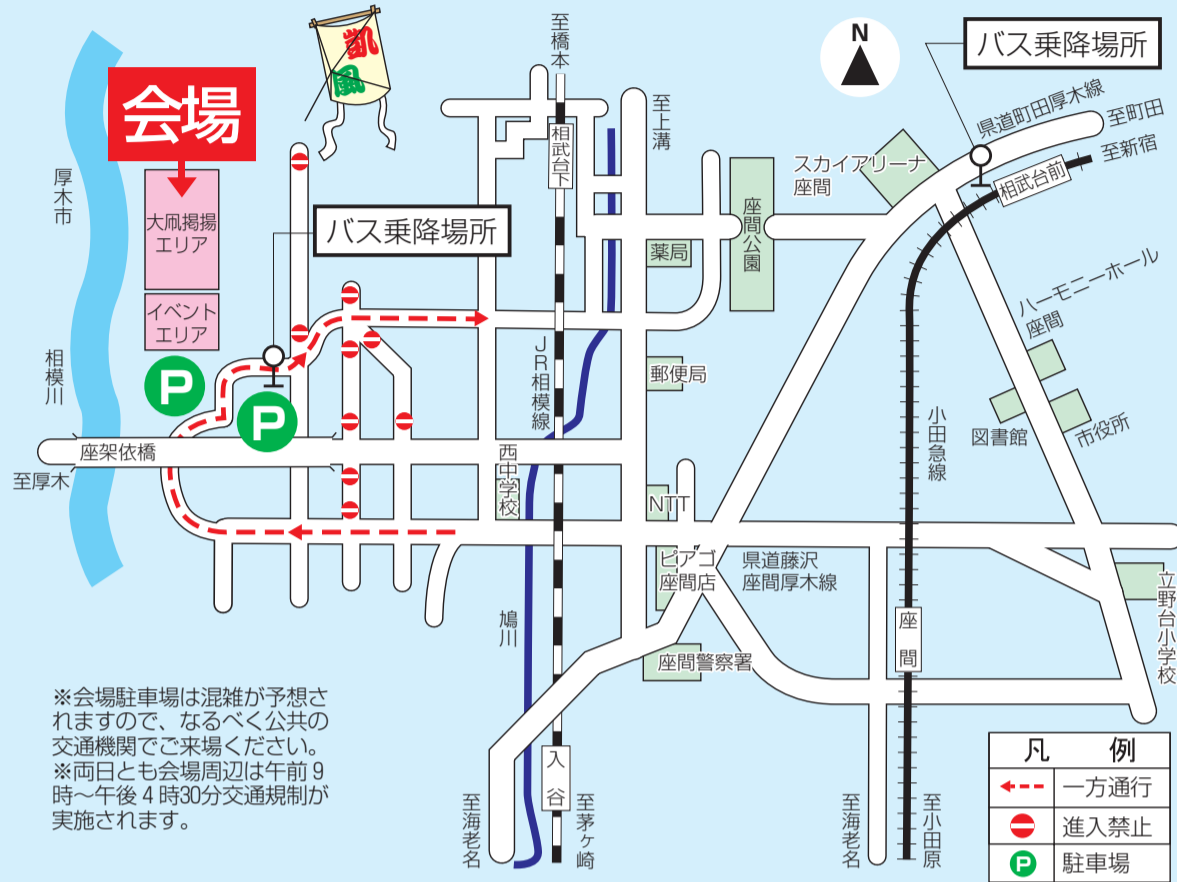 凱
風
至橋本
N
バス乗降場所
会場
県道町田厚木線
至町田
至新宿
相武台前
相武台下
至上溝
スカイアリーナ
座間
厚木市
大凧掲揚
エリア
バス乗降場所
薬局
座間公園
ハーモニーホール
座間
イベント
エリア
相模川
P
P
JR相模線
郵便局
小田急線
図書館
市役所
座架依橋
至厚木
西中学校
NTT
ピアゴ
座間店
県道藤沢
座間厚木線
立野台小学校
鳩川
座間
座間警察署
※会場駐車場は混雑が予想さ
れますので、なるべく公共の
交通機関でご来場ください。
※両日とも会場周辺は午前9
時～午後4時30分交通規制が
実施されます。
入谷
至海老名
至茅ヶ崎
至海老名
至小田原
凡 例
一方通行
進入禁止
P 駐車場